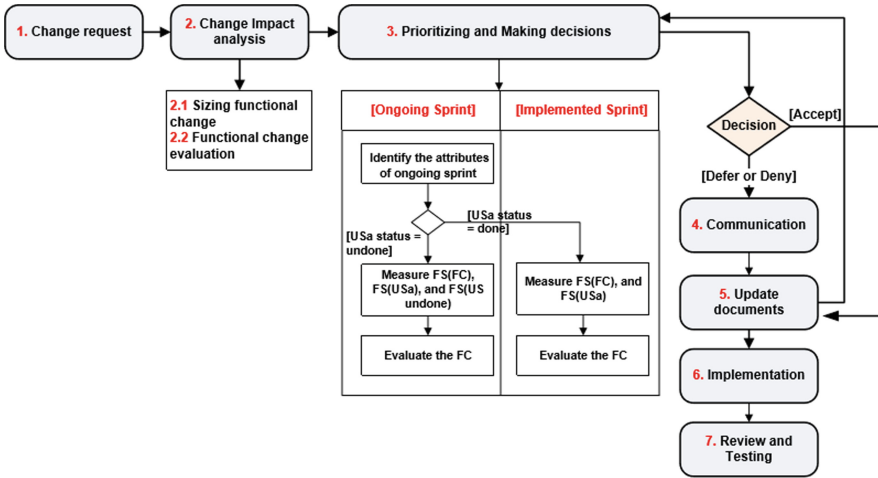 1. Change request
2. Change Impact
analysis
3. Prioritizing and Making decisions
2.1 Sizing functional
change
2.2 Functional change
evaluation
[Ongoing Sprint]
[Implemented Sprint]
Identify the attributes
of ongoing sprint
[USa status =
undone]
[USa status
= done]
Measure FS(FC),
FS(USa), and FS(US
undone)
Measure FS(FC), and
FS(USa)
Evaluate the FC
Evaluate the FC
Decision
[Accept]
[Defer or Deny]
4. Communication
5. Update
documents
6. Implementation
7. Review and
Testing